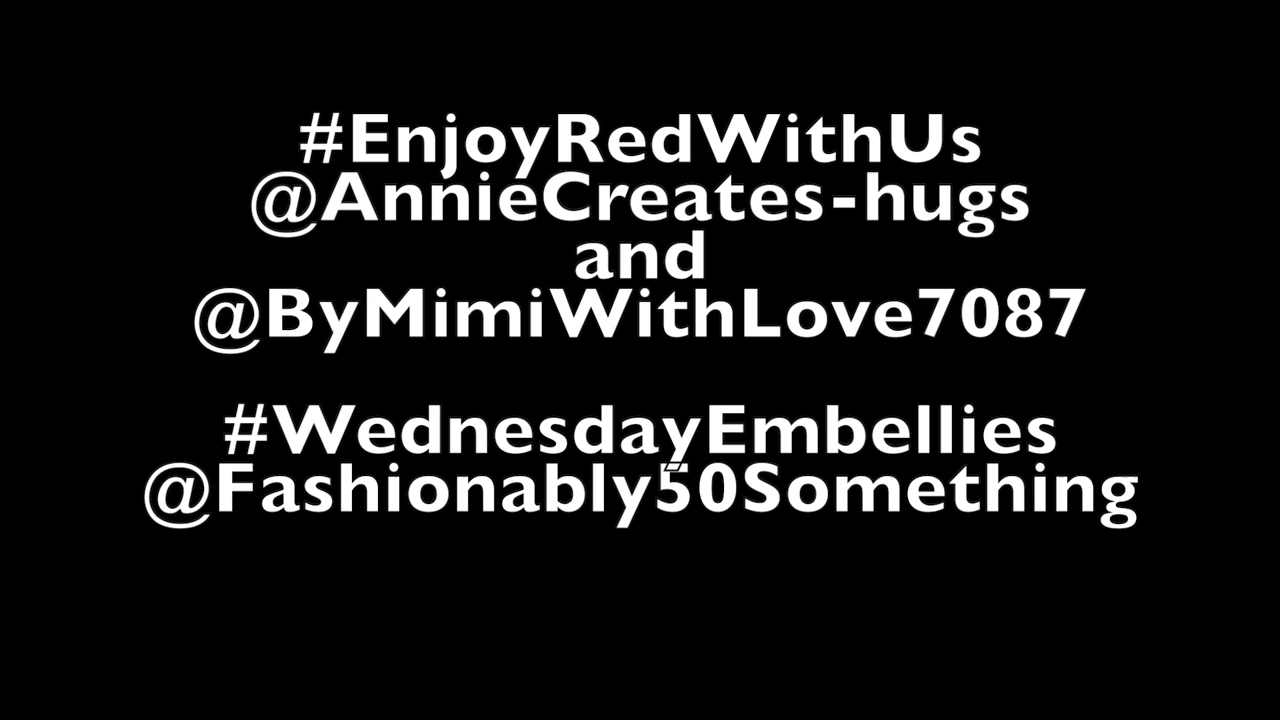 #EnjoyRedWithUs
@AnnieCreates-hugs
and
@ByMimiWithLove7087
#WednesdayEmbellies
@Fashionably50Something